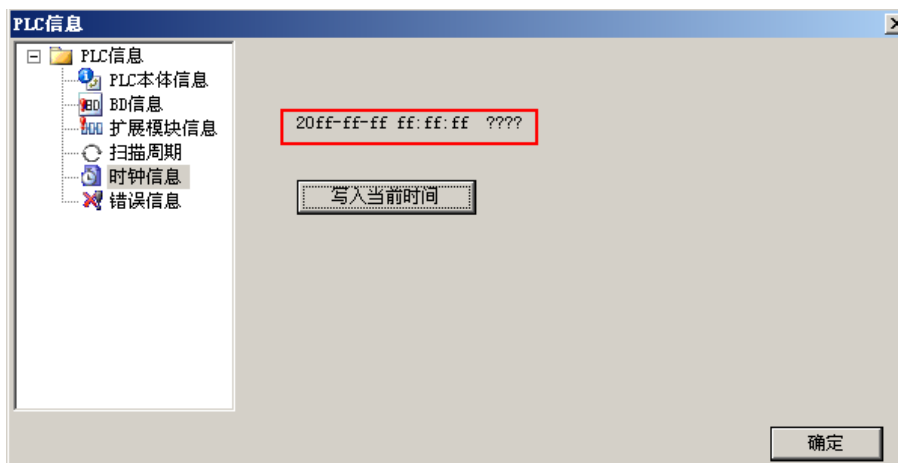 PLC信息
PLC信息
PLC本体信息
BD信息
扩展模块信息
扫描周期
时钟信息
错误信息
20ff-ff-ff ff:ff:ff ????
写入当前时间
确定